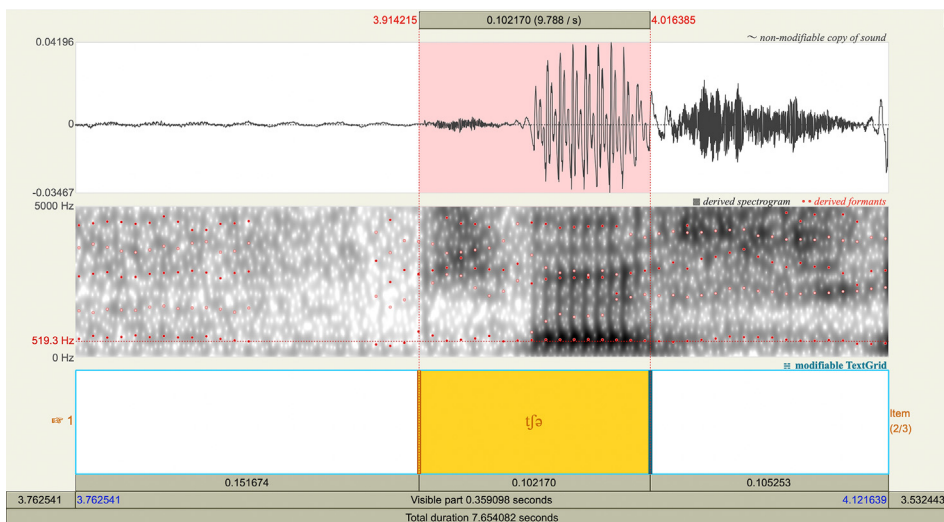 3.914215 0.102170 (9.788 / s) 4.016385
0.04196 ～ non-modifiable copy of sound
0
-0.03467
5000 Hz derived spectrogram derived formants
519.3 Hz
0 Hz
modifiable TextGrid
☞ 1 tʃə Item
(2/3)
0.151674 0.102170 0.105253
3.762541 3.762541 Visible part 0.359098 seconds 4.121639 3.532443
Total duration 7.654082 seconds